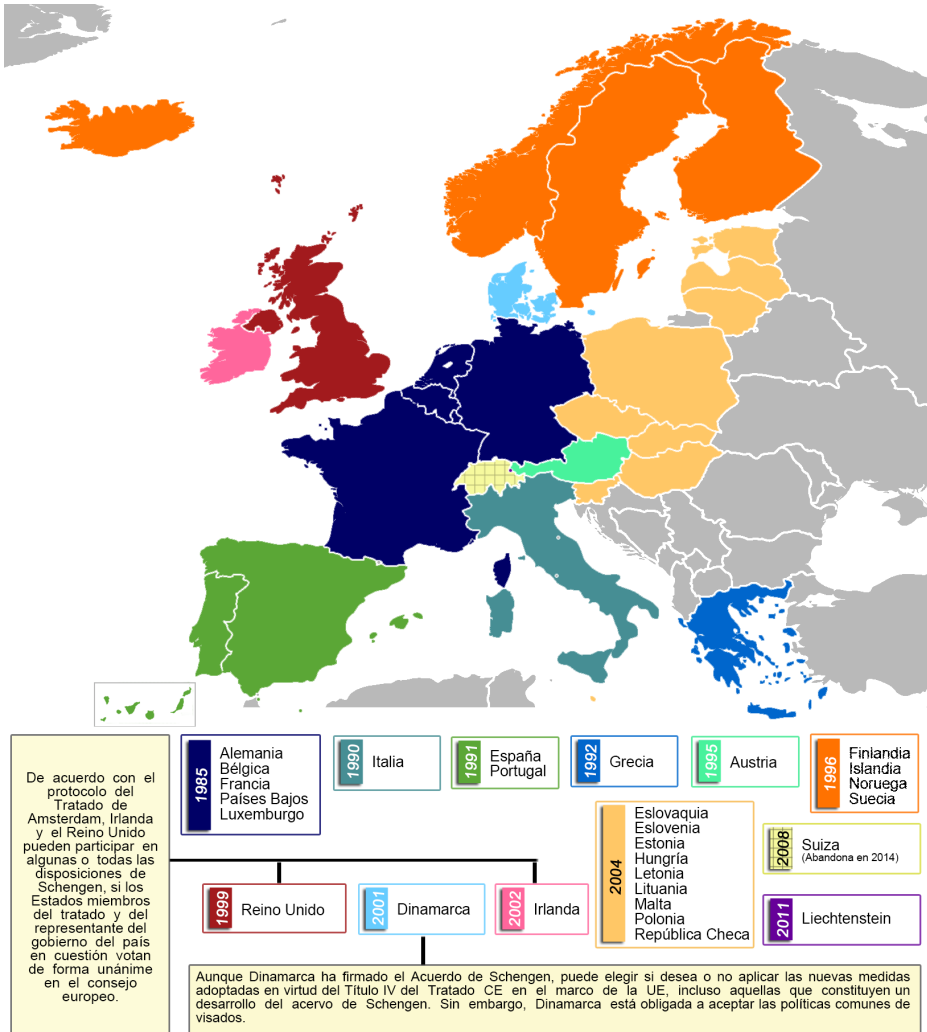 De acuerdo con el
protocolo del
Tratado de
Amsterdam, Irlanda
y el Reino Unido
pueden participar en
algunas o todas las
disposiciones de
Schengen, si los
Estados miembros
del tratado y del
representante del
gobierno del país
en cuestión votan
de forma unánime
en el consejo
europeo.
1985
Alemania
Bélgica
Francia
Países Bajos
Luxemburgo
1990
Italia
1991
España
Portugal
1992
Grecia
1995
Austria
1996
Finlandia
Islandia
Noruega
Suecia
1999
Reino Unido
2001
Dinamarca
2002
Irlanda
2004
Eslovaquia
Eslovenia
Estonia
Hungría
Letonia
Lituania
Malta
Polonia
República Checa
2008
Suiza
(Abandona en 2014)
2011
Liechtenstein
Aunque Dinamarca ha firmado el Acuerdo de Schengen, puede elegir si desea o no aplicar las nuevas medidas
adoptadas en virtud del Título IV del Tratado CE en el marco de la UE, incluso aquellas que constituyen un
desarrollo del acervo de Schengen. Sin embargo, Dinamarca está obligada a aceptar las políticas comunes de
visados.